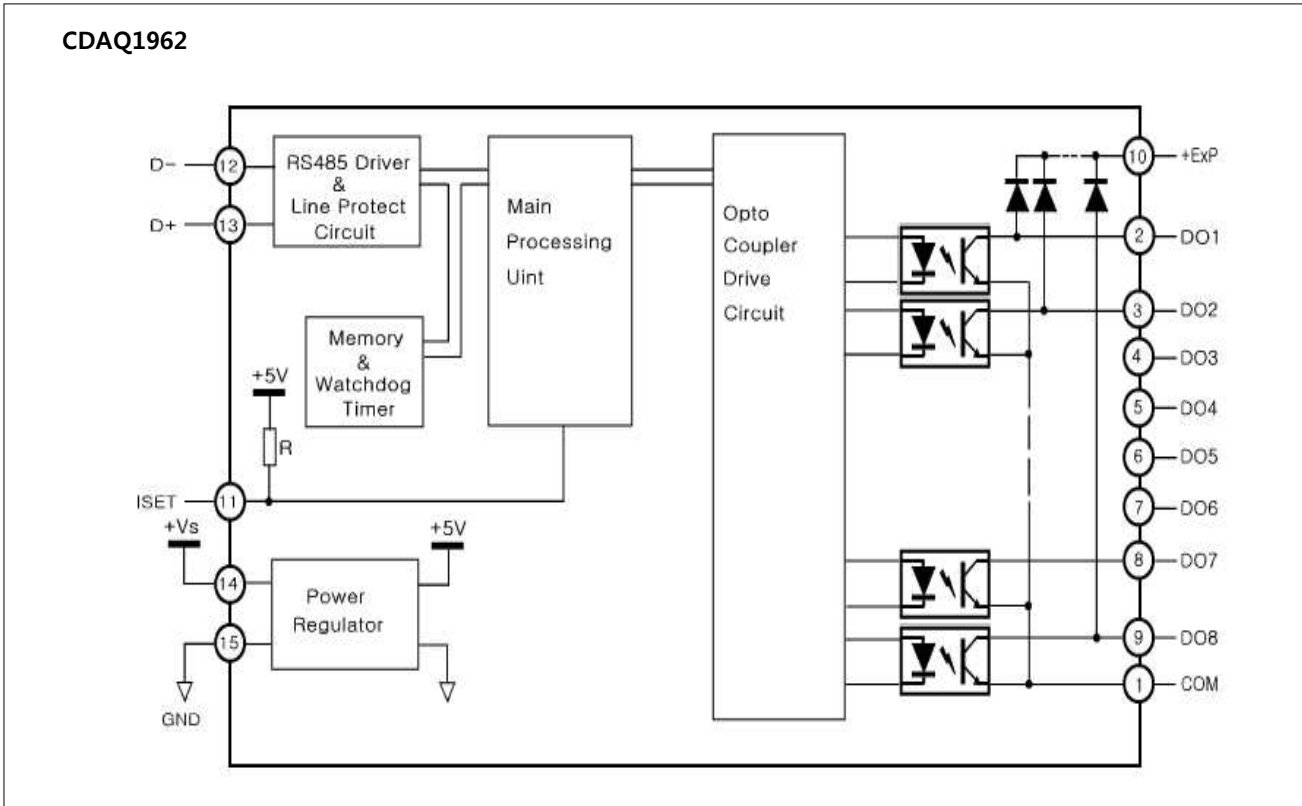 CDAQ1962
D-
12
D+
13
RS485 Driver
&
Line Protect
Circuit
Memory
&
Watchdog
Timer
Main
Processing
Uint
Opto
Coupler
Drive
Circuit
+5V
R
ISET
11
+Vs
14
15
GND
Power
Regulator
+5V
10
+ExP
2
DO1
3
DO2
4
DO3
5
DO4
6
DO5
7
DO6
8
DO7
9
DO8
1
COM